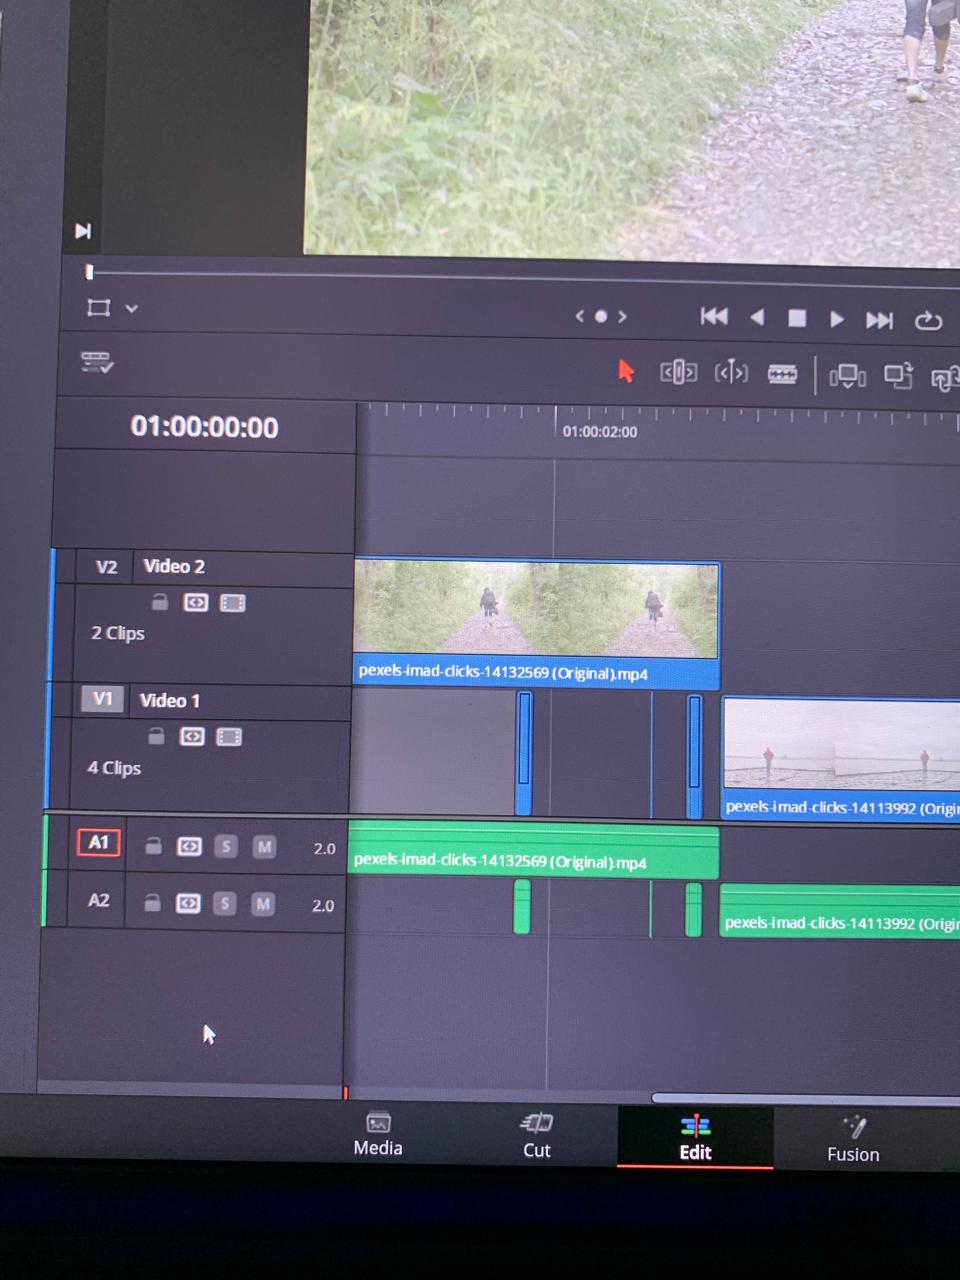 01:00:00:00
01:00:02:00
V2 Video 2
2 Clips
pexels-imad-clicks-14132569 (Original).mp4
V1 Video 1
4 Clips
pexels-imad-clicks-14113992 (Origi
A1 S M 2.0
pexels-imad-clicks-14132569 (Original).mp4
A2 S M 2.0
pexels-imad-clicks-14113992 (Origi
Media Cut Edit Fusion